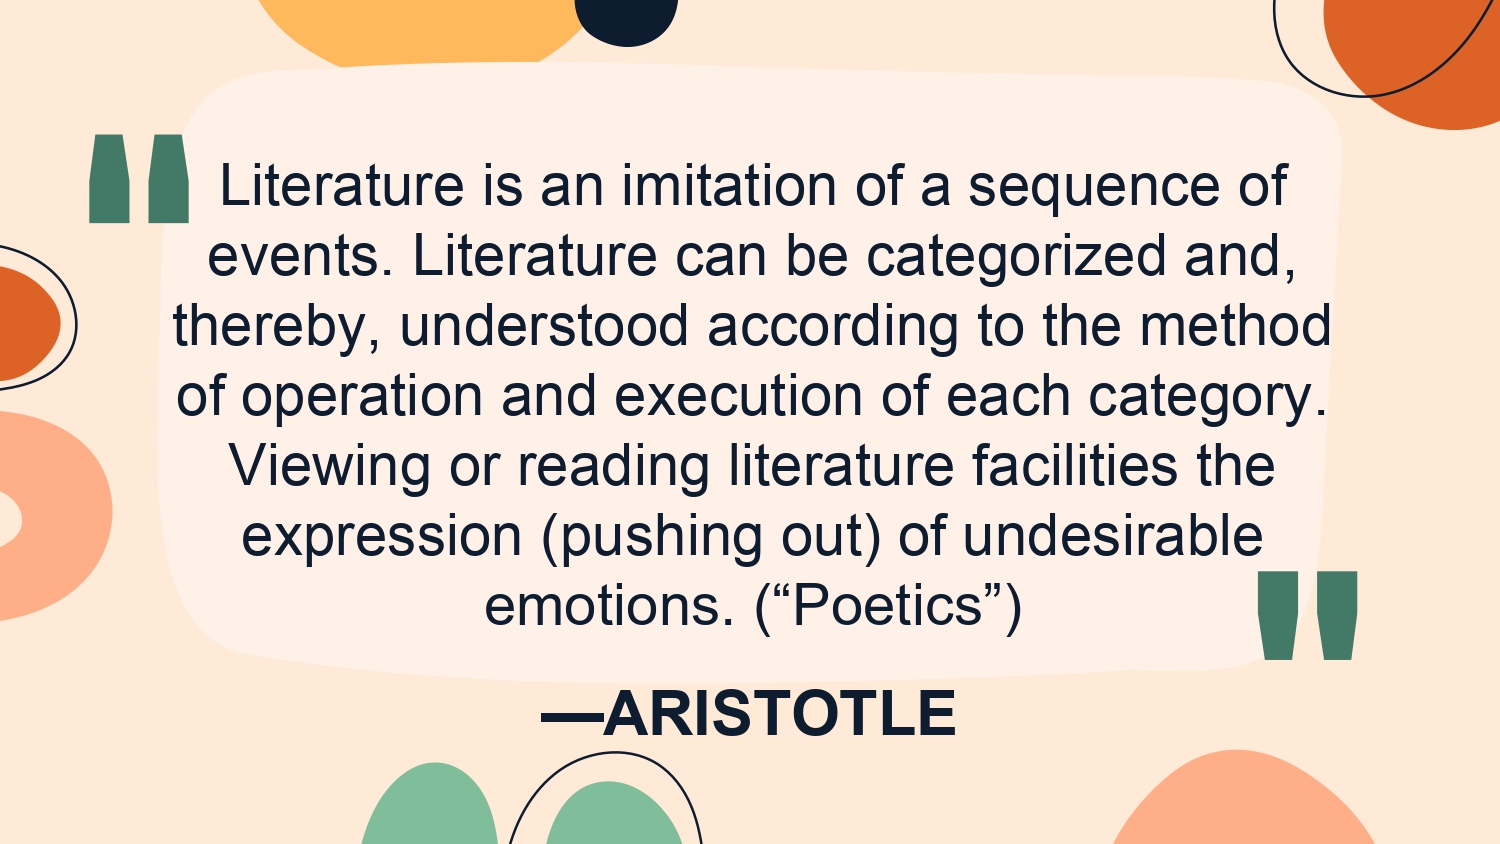 Literature is an imitation of a sequence of
events. Literature can be categorized and,
thereby, understood according to the method
of operation and execution of each category.
Viewing or reading literature facilities the
expression (pushing out) of undesirable
emotions. (“Poetics”)
—ARISTOTLE